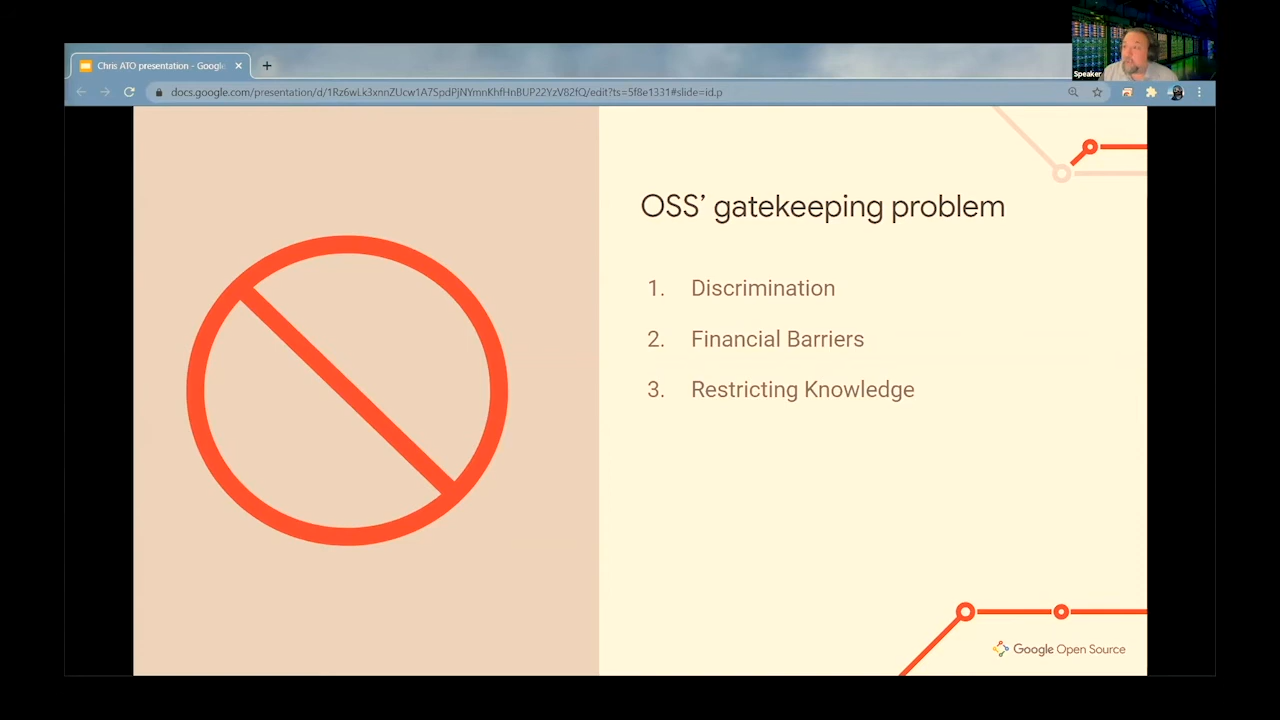 Speaker
Chris ATO presentation - Google
docs.google.com/presentation/d/1Rz6wLk3xnnZUcw1A7SpdPjNYmnKhfHnBUP22YzV82fQ/edit?ts=5f8e1331#slide=id.p
OSS’ gatekeeping problem
1. Discrimination
2. Financial Barriers
3. Restricting Knowledge
Google Open Source